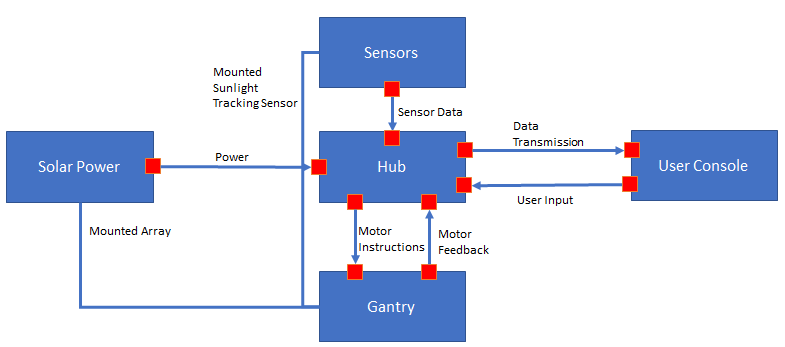 Sensors
Mounted
Sunlight
Tracking Sensor
Sensor Data
Data
Transmission
Solar Power
Power
Hub
User Console
User Input
Mounted Array
Motor
Instructions
Motor
Feedback
Gantry